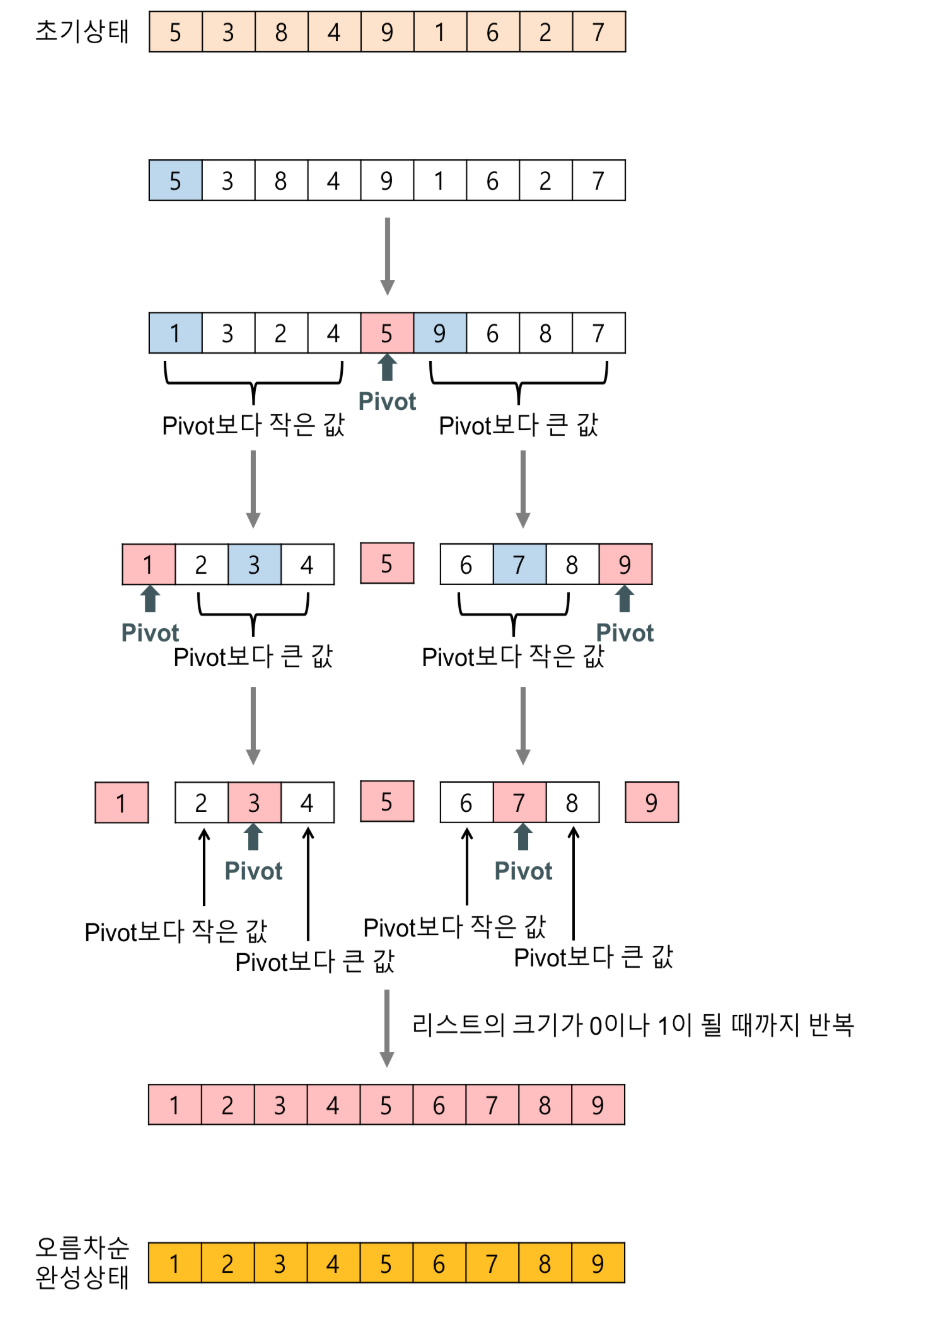 초기상태 5 3 8 4 9 1 6 2 7
5 3 8 4 9 1 6 2 7
1 3 2 4 5 9 6 8 7
Pivot
Pivot보다 작은 값 Pivot보다 큰 값
1 2 3 4 5 6 7 8 9
Pivot Pivot
Pivot보다 큰 값 Pivot보다 작은 값
1 2 3 4 5 6 7 8 9
Pivot Pivot
Pivot보다 작은 값 Pivot보다 작은 값
Pivot보다 큰 값 Pivot보다 큰 값
리스트의 크기가 0이나 1이 될 때까지 반복
1 2 3 4 5 6 7 8 9
오름차순
완성상태 1 2 3 4 5 6 7 8 9